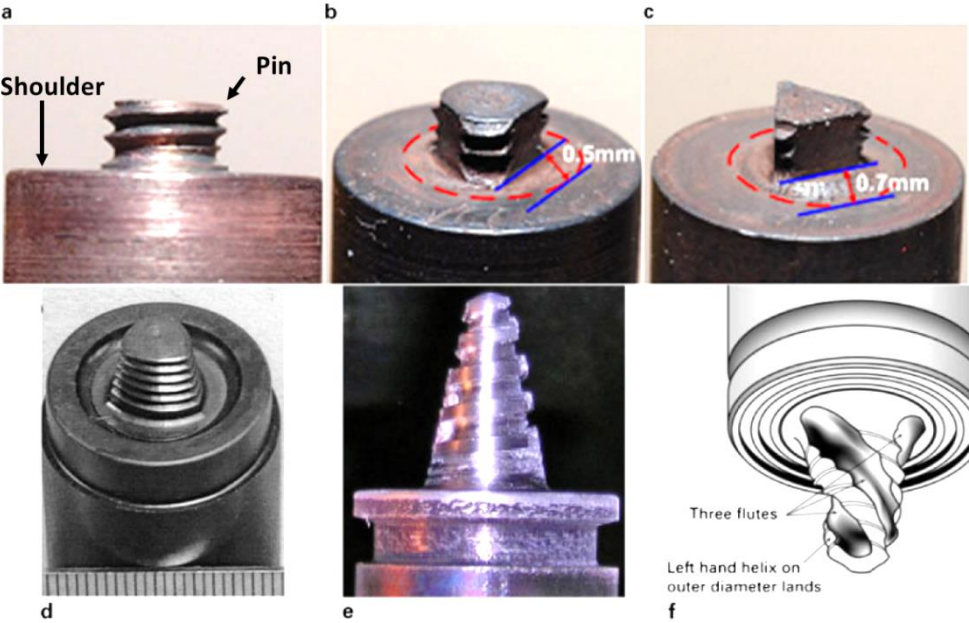 a
b
c
Shoulder
Pin
0.5mm
0.7mm
Three flutes
Left hand helix on
outer diameter lands
d
e
f